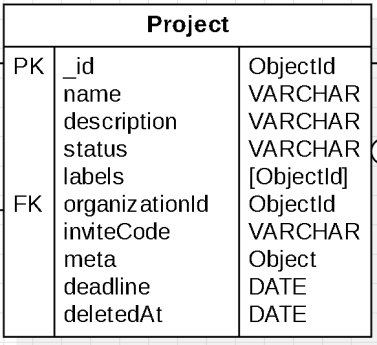 Project
PK _id ObjectId
name VARCHAR
description VARCHAR
status VARCHAR
labels [ObjectId]
FK organizationId ObjectId
inviteCode VARCHAR
meta Object
deadline DATE
deletedAt DATE